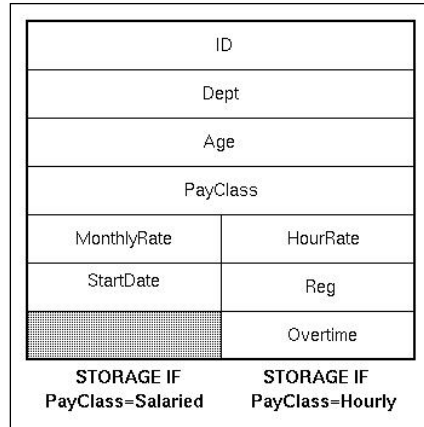 ID
Dept
Age
PayClass
MonthlyRate HourRate
StartDate Reg
Overtime
STORAGE IF STORAGE IF
PayClass=Salaried PayClass=Hourly